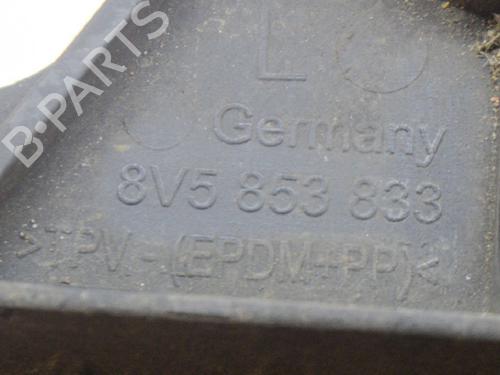 B-PARTS
L
Germany
8V5 853 833
>TPV-(EPDM+PP)<